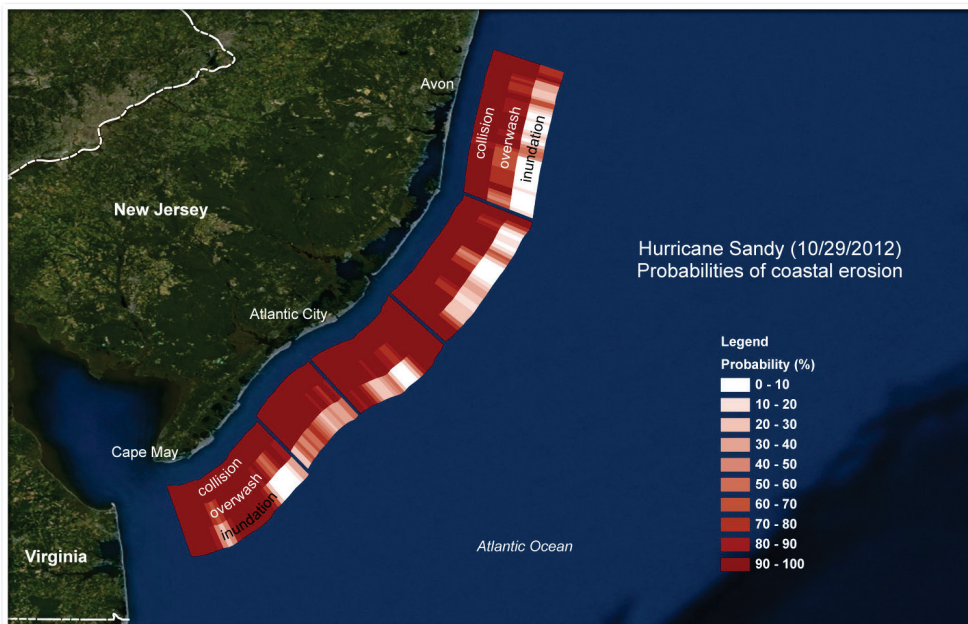 Avon
collision
overwash
inundation
New Jersey
Hurricane Sandy (10/29/2012)
Probabilities of coastal erosion
Atlantic City
Legend
Probability (%)
0 - 10
10 - 20
20 - 30
30 - 40
40 - 50
50 - 60
60 - 70
70 - 80
80 - 90
90 - 100
Cape May
collision
overwash
inundation
Virginia
Atlantic Ocean